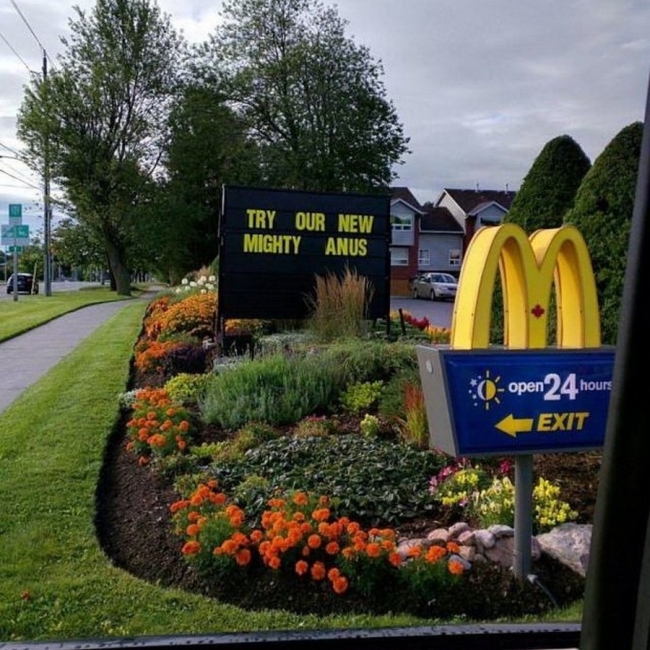 TRY OUR NEW
MIGHTY ANUS
open 24 hours
EXIT